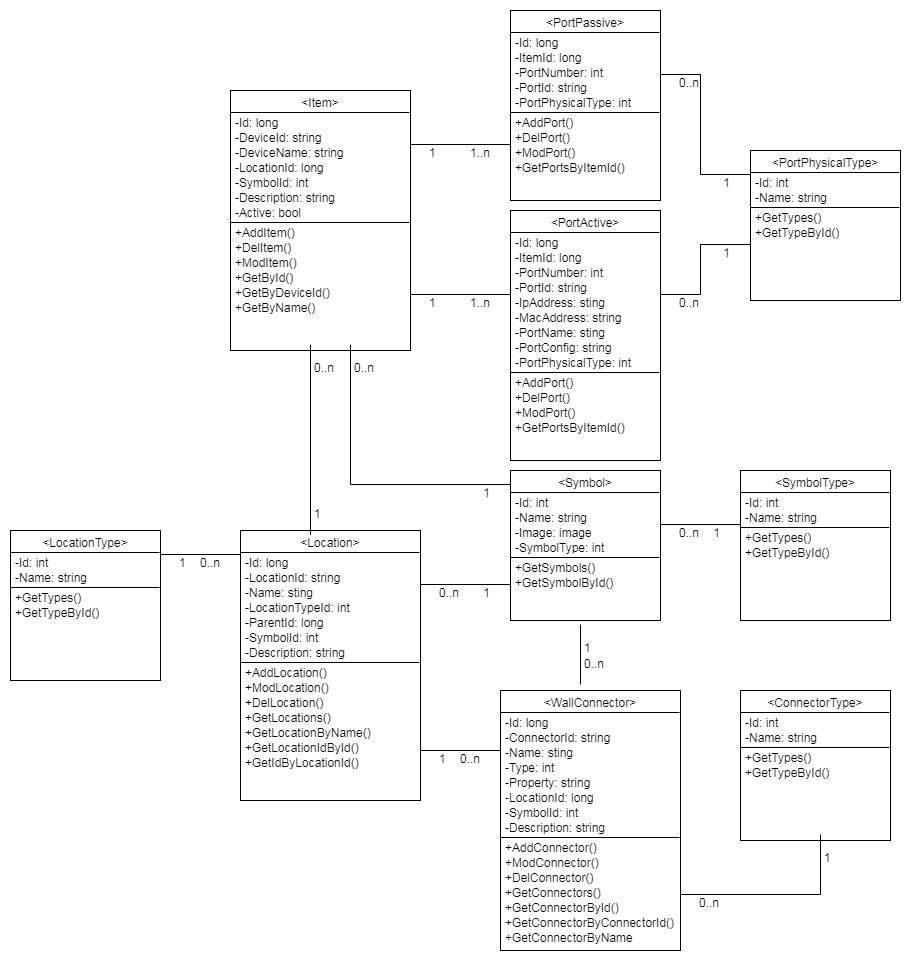 <PortPassive>
-Id: long
-ItemId: long
-PortNumber: int
-PortId: string
-PortPhysicalType: int
+AddPort()
+DelPort()
+ModPort()
+GetPortsByItemId()
0..n
1
<Item>
-Id: long
-DeviceId: string
-DeviceName: string
-LocationId: long
-SymbolId: int
-Description: string
-Active: bool
+AddItem()
+DelItem()
+ModItem()
+GetById()
+GetByDeviceId()
+GetByName()
1 1..n
1 1..n
0..n 0..n
<PortPhysicalType>
-Id: int
-Name: string
+GetTypes()
+GetTypeById()
1
0..n
<PortActive>
-Id: long
-ItemId: long
-PortNumber: int
-PortId: string
-IpAddress: sting
-MacAddress: string
-PortName: sting
-PortConfig: string
-PortPhysicalType: int
+AddPort()
+DelPort()
+ModPort()
+GetPortsByItemId()
1
1
<Symbol>
-Id: int
-Name: string
-Image: image
-SymbolType: int
+GetSymbols()
+GetSymbolById()
0..n 1
<SymbolType>
-Id: int
-Name: string
+GetTypes()
+GetTypeById()
<LocationType>
-Id: int
-Name: string
+GetTypes()
+GetTypeById()
1 0..n
<Location>
-Id: long
-LocationId: string
-Name: sting
-LocationTypeId: int
-ParentId: long
-SymbolId: int
-Description: string
+AddLocation()
+ModLocation()
+DelLocation()
+GetLocations()
+GetLocationByName()
+GetLocationIdById()
+GetIdByLocationId()
0..n 1
1
0..n
1 0..n
<WallConnector>
-Id: long
-ConnectorId: string
-Name: sting
-Type: int
-Property: string
-LocationId: long
-SymbolId: int
-Description: string
+AddConnector()
+ModConnector()
+DelConnector()
+GetConnectors()
+GetConnectorById()
+GetConnectorByConnectorId()
+GetConnectorByName
<ConnectorType>
-Id: int
-Name: string
+GetTypes()
+GetTypeById()
1
0..n